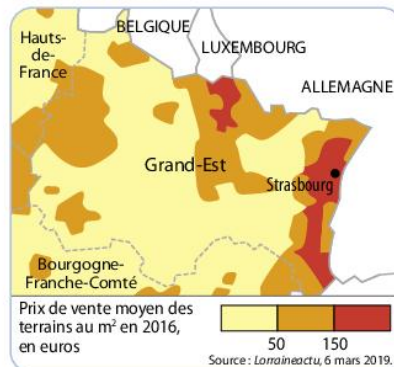 BELGIQUE
Hauts-
de-
France
LUXEMBOURG
ALLEMAGNE
Grand-Est
Strasbourg
Bourgogne-
Franche-Comté
Prix de vente moyen des
terrains au m² en 2016,
en euros
50 150
Source : Lorraineactu, 6 mars 2019.